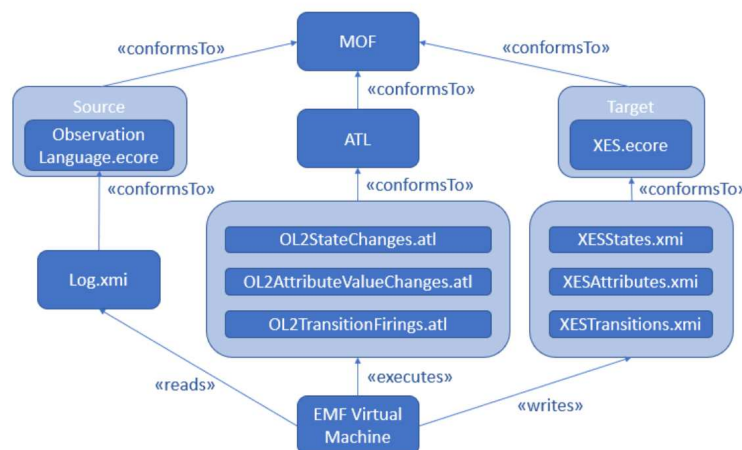 MOF
«conformsTo»
«conformsTo»
«conformsTo»
Source
Observation
Language.ecore
ATL
Target
XES.ecore
«conformsTo»
«conformsTo»
«conformsTo»
Log.xmi
OL2StateChanges.atl
OL2AttributeValueChanges.atl
OL2TransitionFirings.atl
XESStates.xmi
XESAttributes.xmi
XESTransitions.xmi
«reads»
«executes»
«writes»
EMF Virtual
Machine